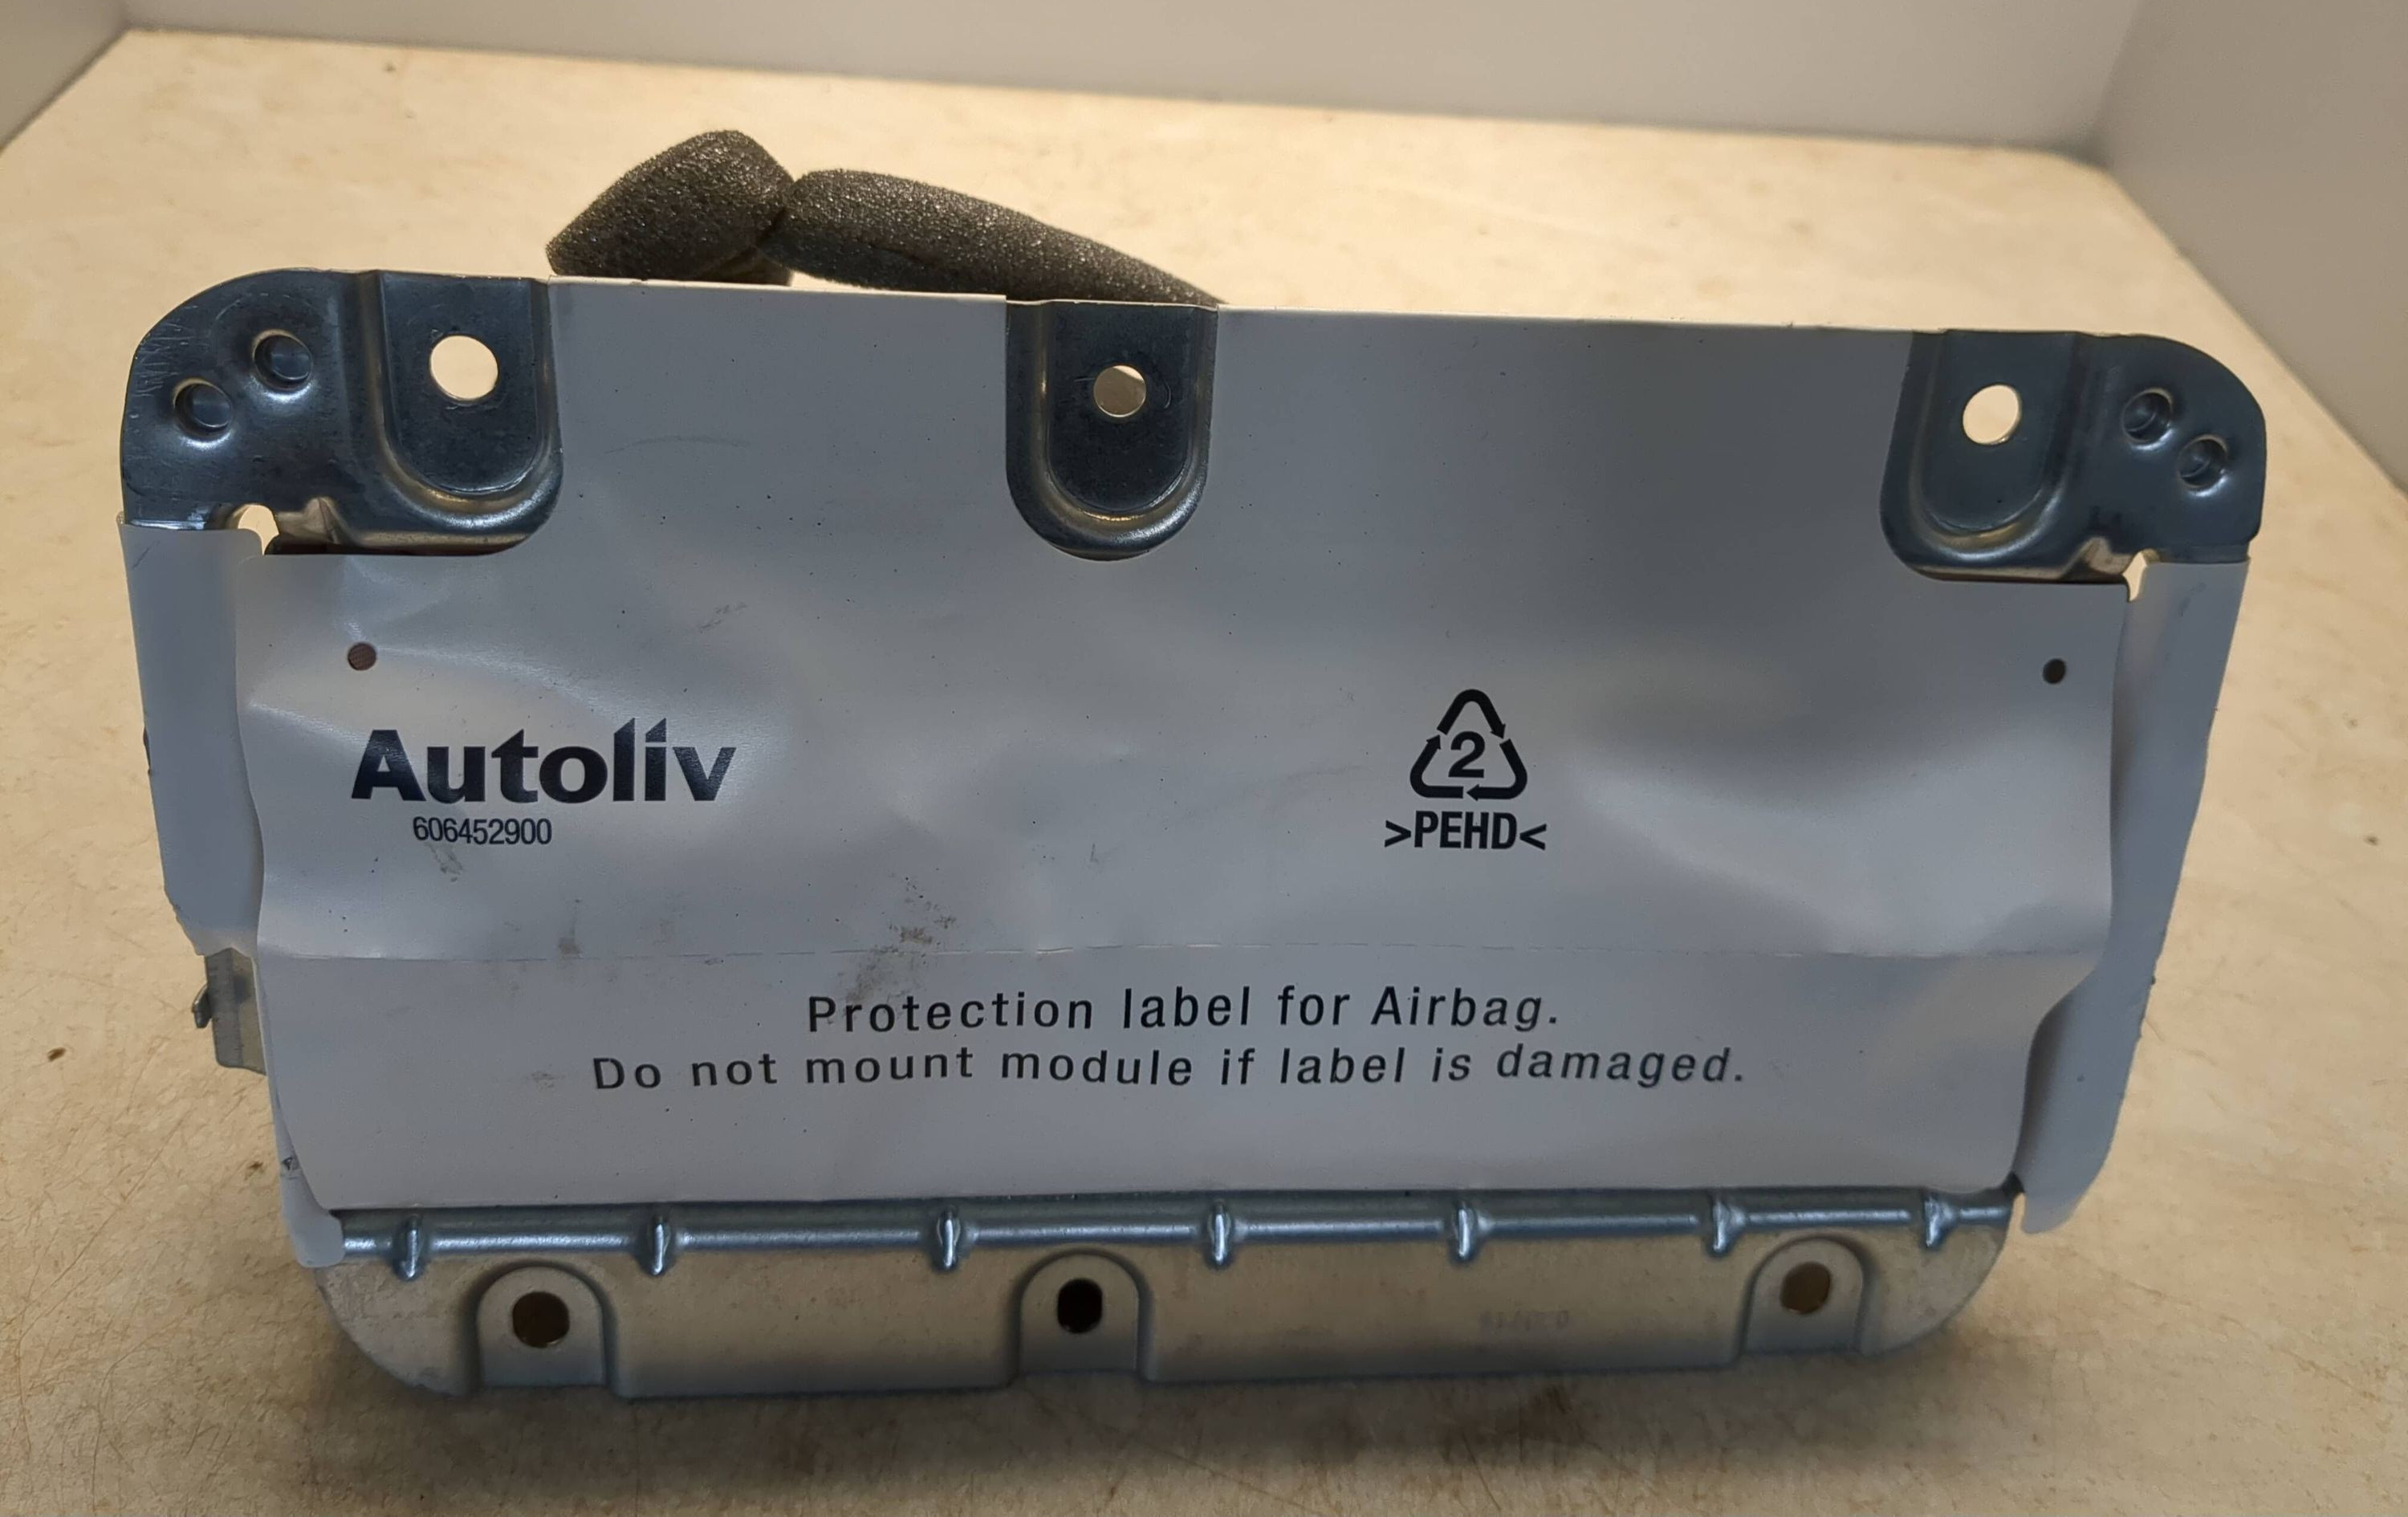 Autoliv
606452900
2
>PEHD<
Protection label for Airbag.
Do not mount module if label is damaged.